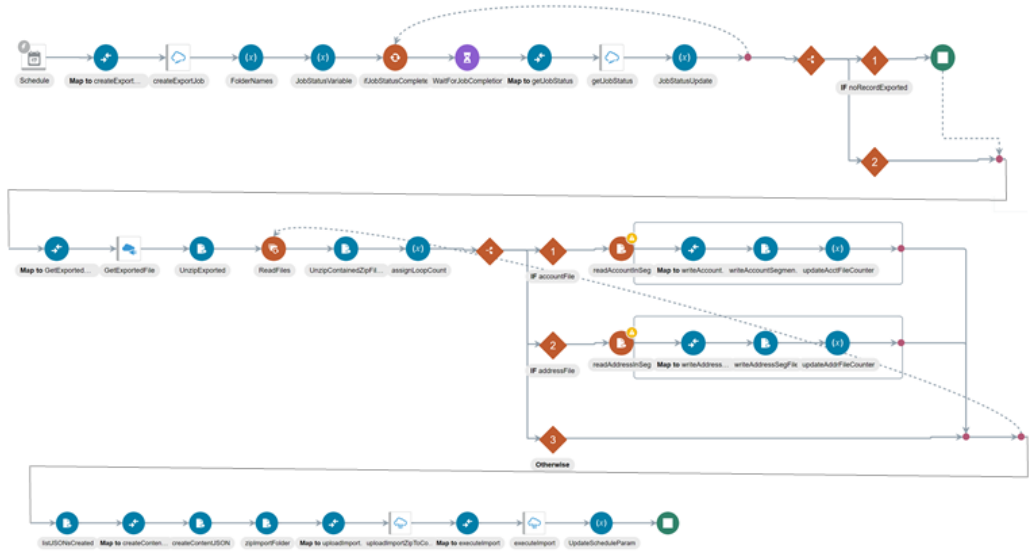 Schedule
Map to createExport...
createExportJob
FolderNames
JobStatusVariable
ifJobStatusComplete
WaitForJobCompletion
Map to getJobStatus
getJobStatus
JobStatusUpdate
1
IF noRecordExported
2
Map to GetExported...
GetExportedFile
UnzipExported
ReadFiles
UnzipContainedZipFil...
assignLoopCount
1
IF accountFile
readAccountInSeg
Map to writeAccount...
writeAccountSegmen...
updateAcctFileCounter
2
IF addressFile
readAddressInSeg
Map to writeAddress...
writeAddressSegFile
updateAddrFileCounter
3
Otherwise
listJSONsCreated
Map to createConten...
createContentJSON
zipImportFolder
Map to uploadImport...
uploadImportZipToCo...
Map to executeImport
executeImport
UpdateScheduleParam